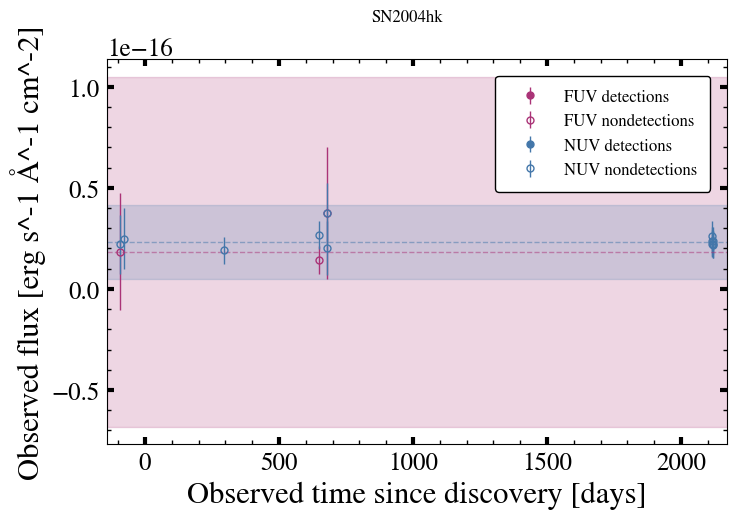 SN2004hk
1e−16
Observed flux [erg s^-1 Å^-1 cm^-2]
1.0
0.5
0.0
−0.5
FUV detections
FUV nondetections
NUV detections
NUV nondetections
0 500 1000 1500 2000
Observed time since discovery [days]